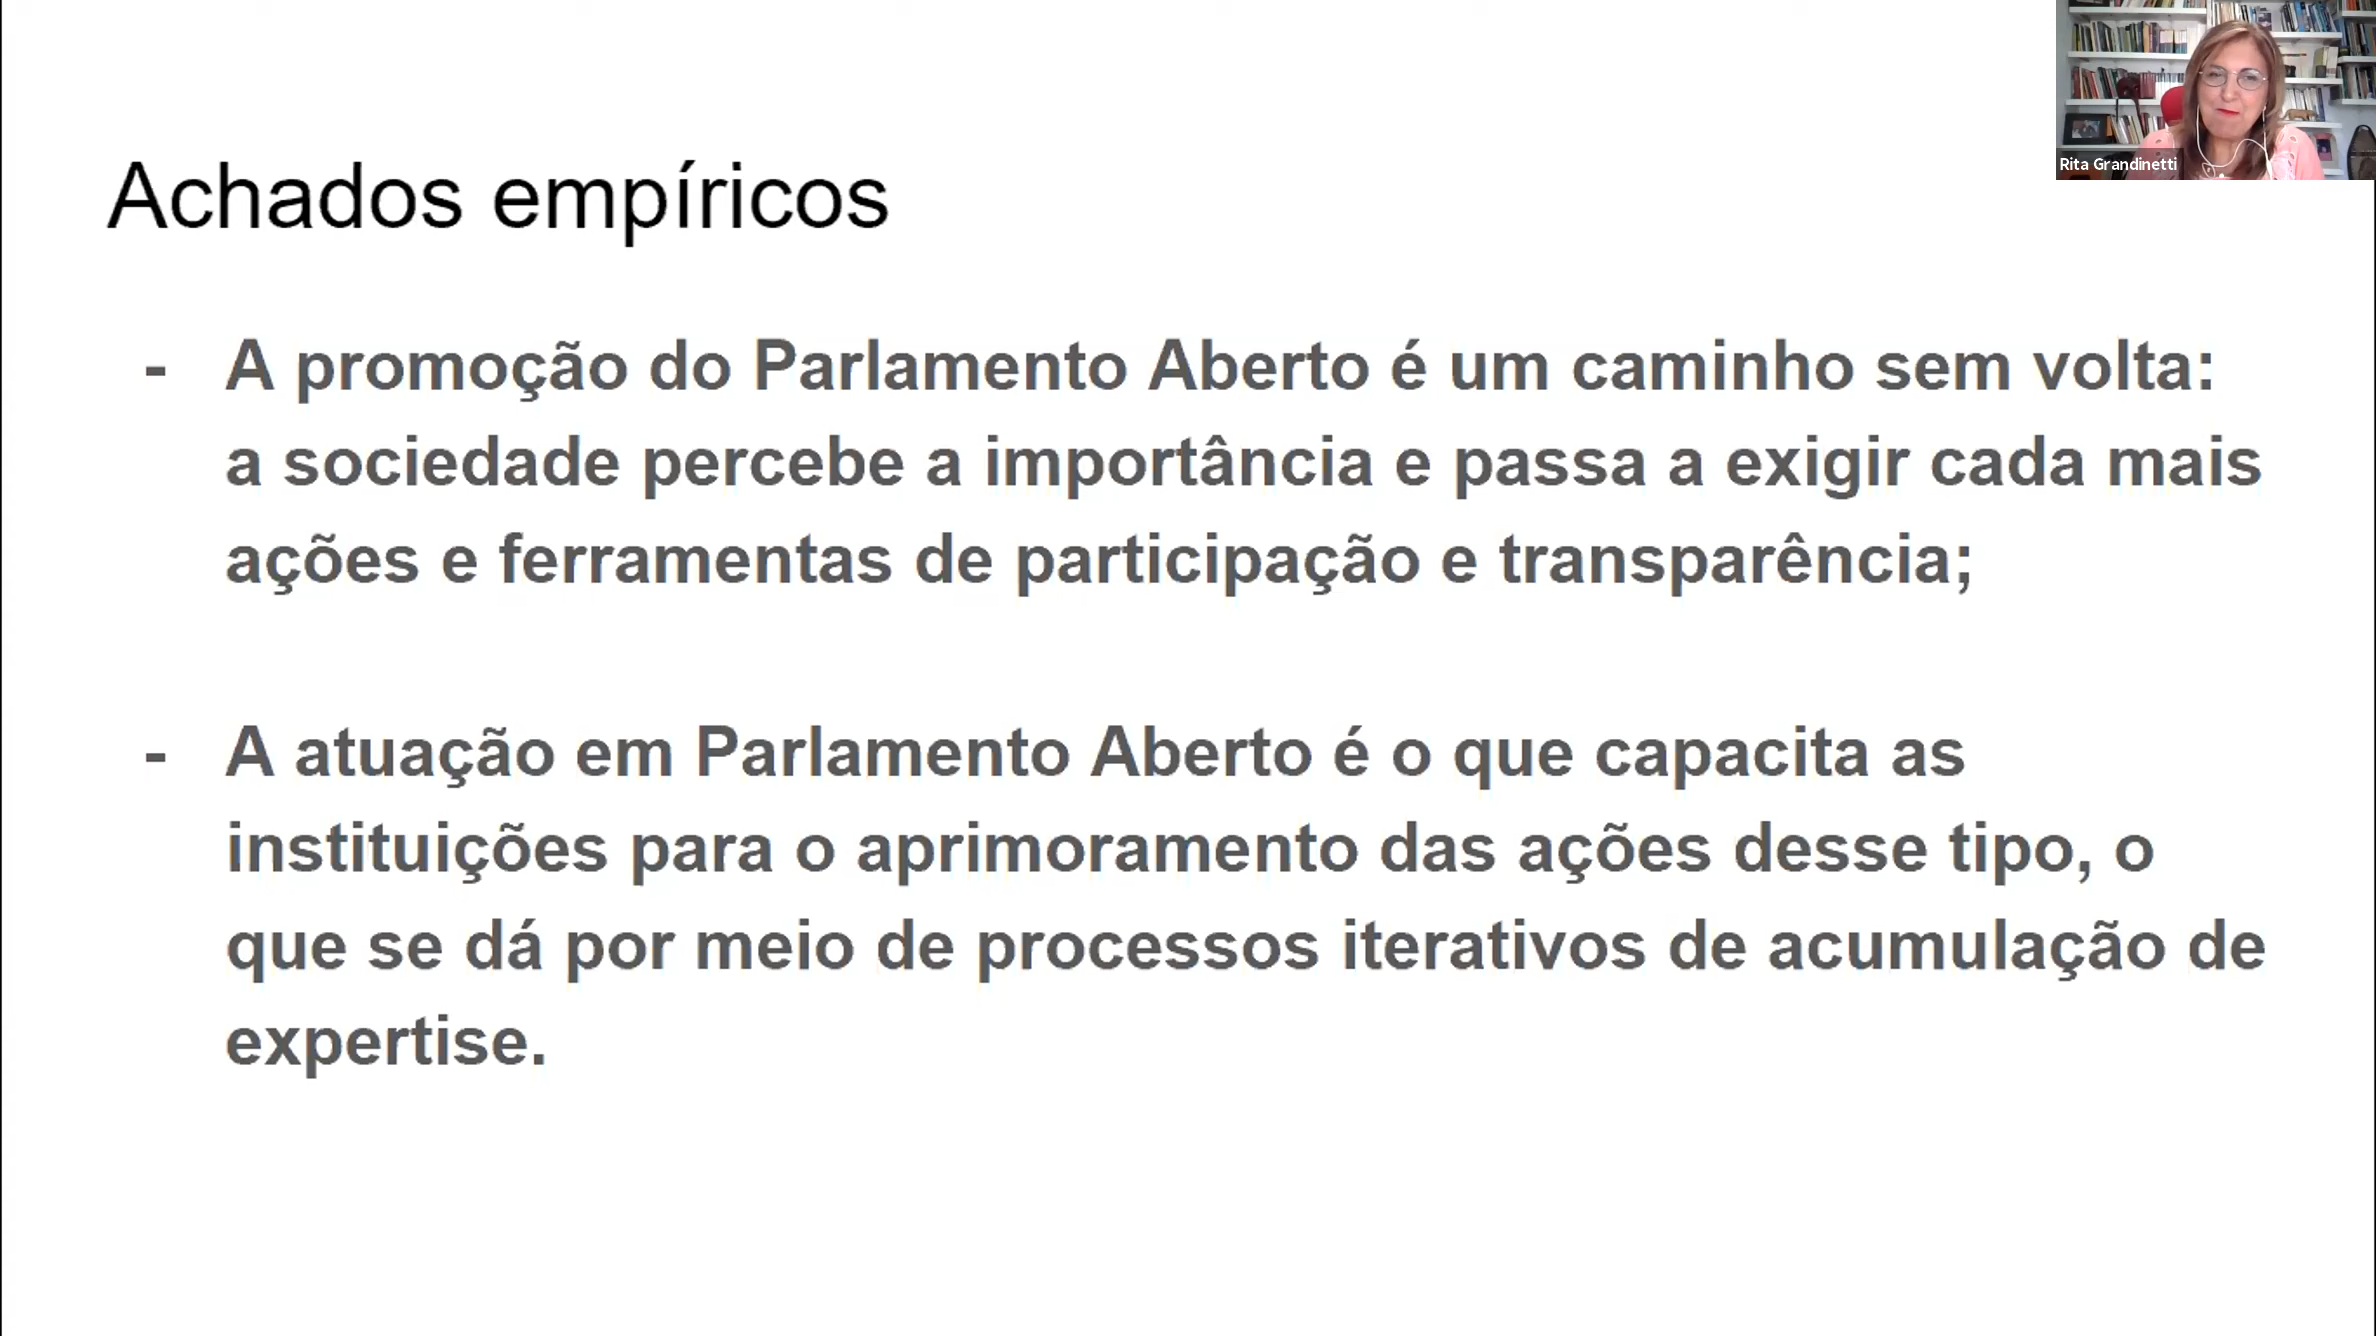 Rita Grandinetti
Achados empíricos
- A promoção do Parlamento Aberto é um caminho sem volta:
a sociedade percebe a importância e passa a exigir cada mais
ações e ferramentas de participação e transparência;
- A atuação em Parlamento Aberto é o que capacita as
instituições para o aprimoramento das ações desse tipo, o
que se dá por meio de processos iterativos de acumulação de
expertise.